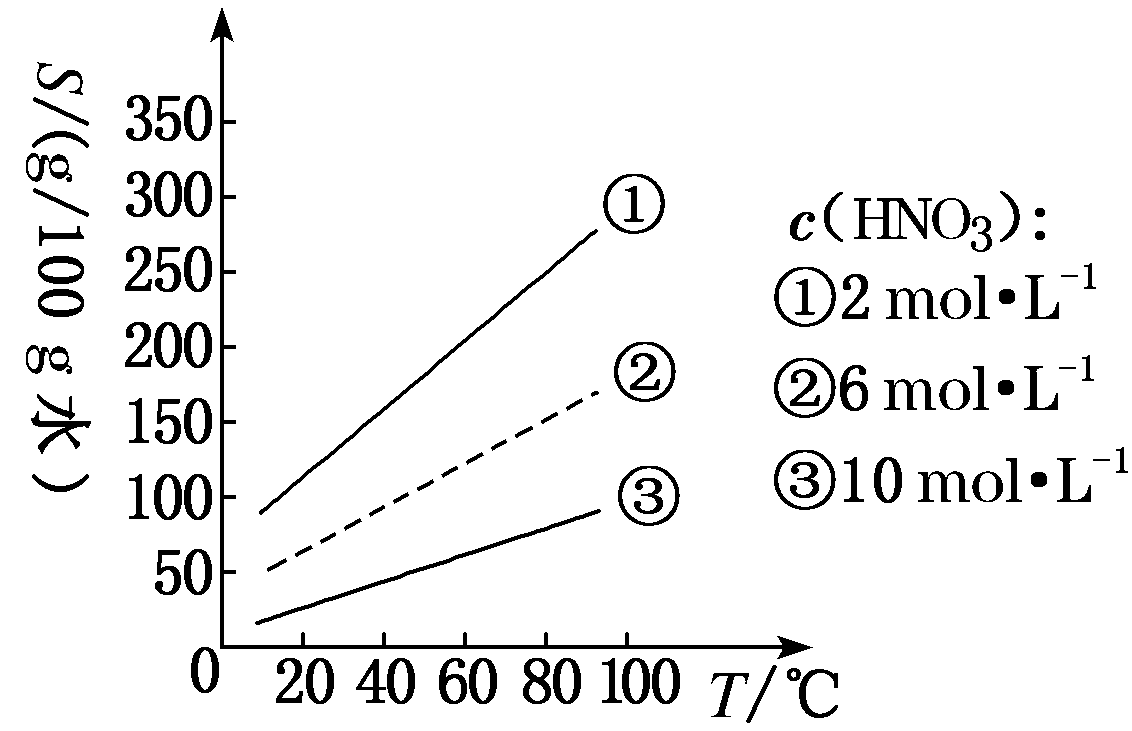 S/(g/100 g水)
350
300
250
200
150
100
50
0
20 40 60 80 100 T/℃
①
②
③
c(HNO₃):
①2 mol•L⁻¹
②6 mol•L⁻¹
③10 mol•L⁻¹